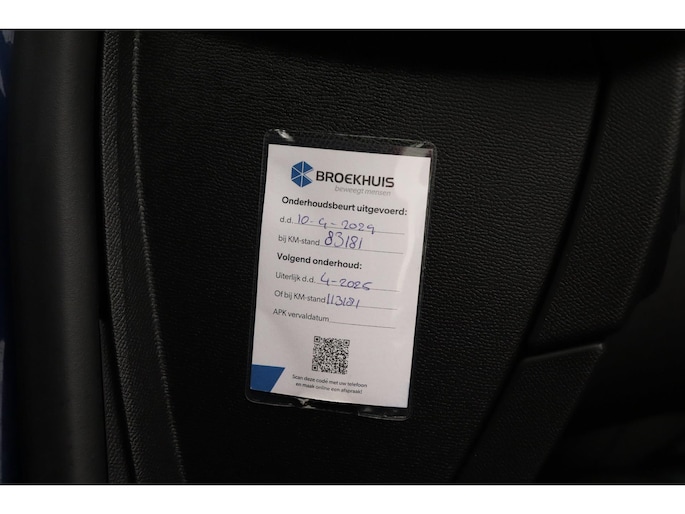 BROEKHUIS
beweegt mensen
Onderhoudsbeurt uitgevoerd:
d.d. 10-4-2024
bij KM-stand 83181
Volgend onderhoud:
Uiterlijk d.d. 4-2026
Of bij KM-stand 113181
APK vervaldatum
Scan deze code met uw telefoon
en maak online een afspraak!